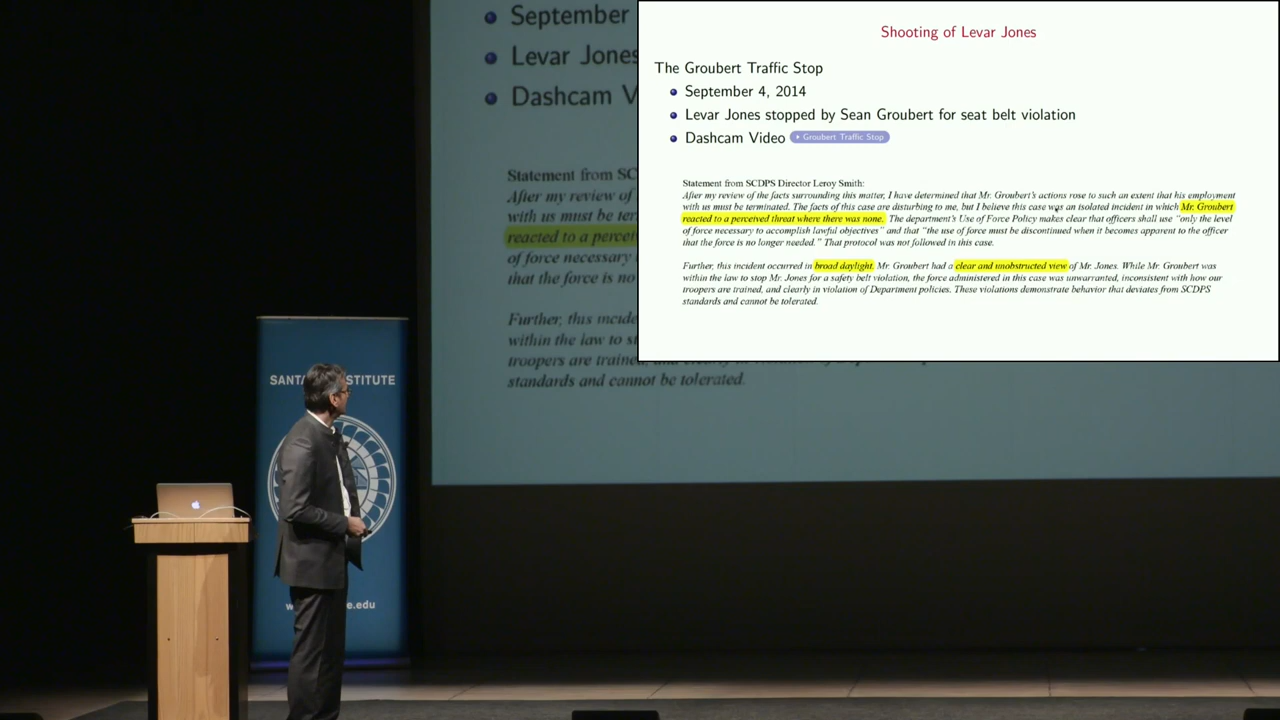 September
Levar Jones
Dashcam V
Statement from SC
After my review of
with us must be ter
reacted to a percei
of force necessary
that the force is no
Further, this incide
within the law to st
troopers are traine
standards and cannot be tolerated.
Shooting of Levar Jones
The Groubert Traffic Stop
September 4, 2014
Levar Jones stopped by Sean Groubert for seat belt violation
Dashcam Video Groubert Traffic Stop
Statement from SCDPS Director Leroy Smith:
After my review of the facts surrounding this matter, I have determined that Mr. Groubert's actions rose to such an extent that his employment
with us must be terminated. The facts of this case are disturbing to me, but I believe this case was an isolated incident in which Mr. Groubert
reacted to a perceived threat where there was none. The department's Use of Force Policy makes clear that officers shall use "only the level
of force necessary to accomplish lawful objectives" and that "the use of force must be discontinued when it becomes apparent to the officer
that the force is no longer needed." That protocol was not followed in this case.
Further, this incident occurred in broad daylight. Mr. Groubert had a clear and unobstructed view of Mr. Jones. While Mr. Groubert was
within the law to stop Mr. Jones for a safety belt violation, the force administered in this case was unwarranted, inconsistent with how our
troopers are trained, and clearly in violation of Department policies. These violations demonstrate behavior that deviates from SCDPS
standards and cannot be tolerated.
SANTA STITUTE
w e.edu